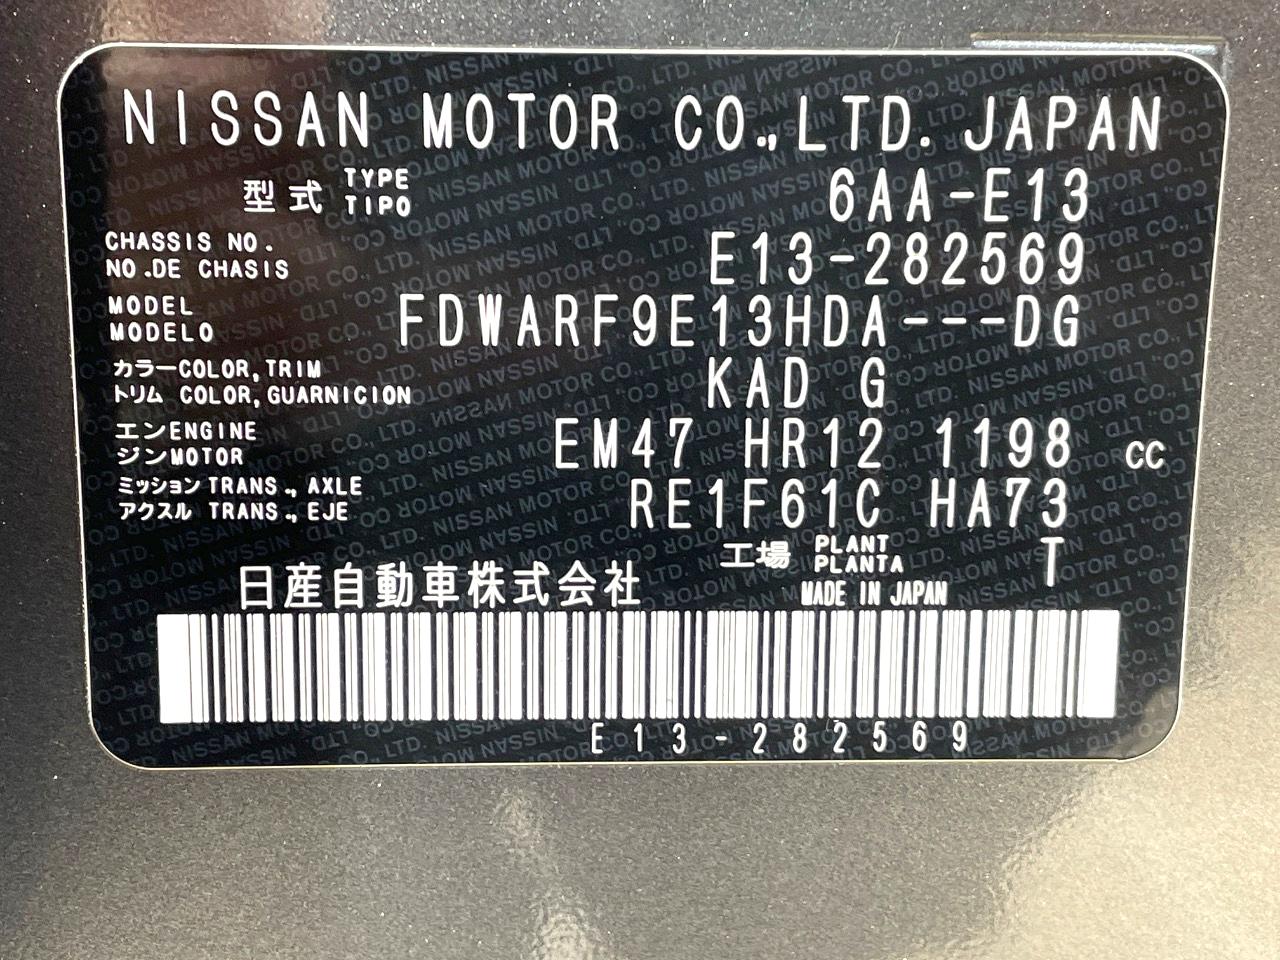 NISSAN MOTOR CO.,LTD. JAPAN
型式 TYPE TIPO 6AA-E13
CHASSIS NO. NO.DE CHASIS E13-282569
MODEL MODELO FDWARF9E13HDA---DG
カラーCOLOR,TRIM
トリム COLOR,GUARNICION KAD G
エンENGINE
ジンMOTOR EM47 HR12 1198 cc
ミッション TRANS., AXLE
アクスル TRANS., EJE RE1F61C HA73
工場 PLANT PLANTA T
日産自動車株式会社 MADE IN JAPAN
E13-282569